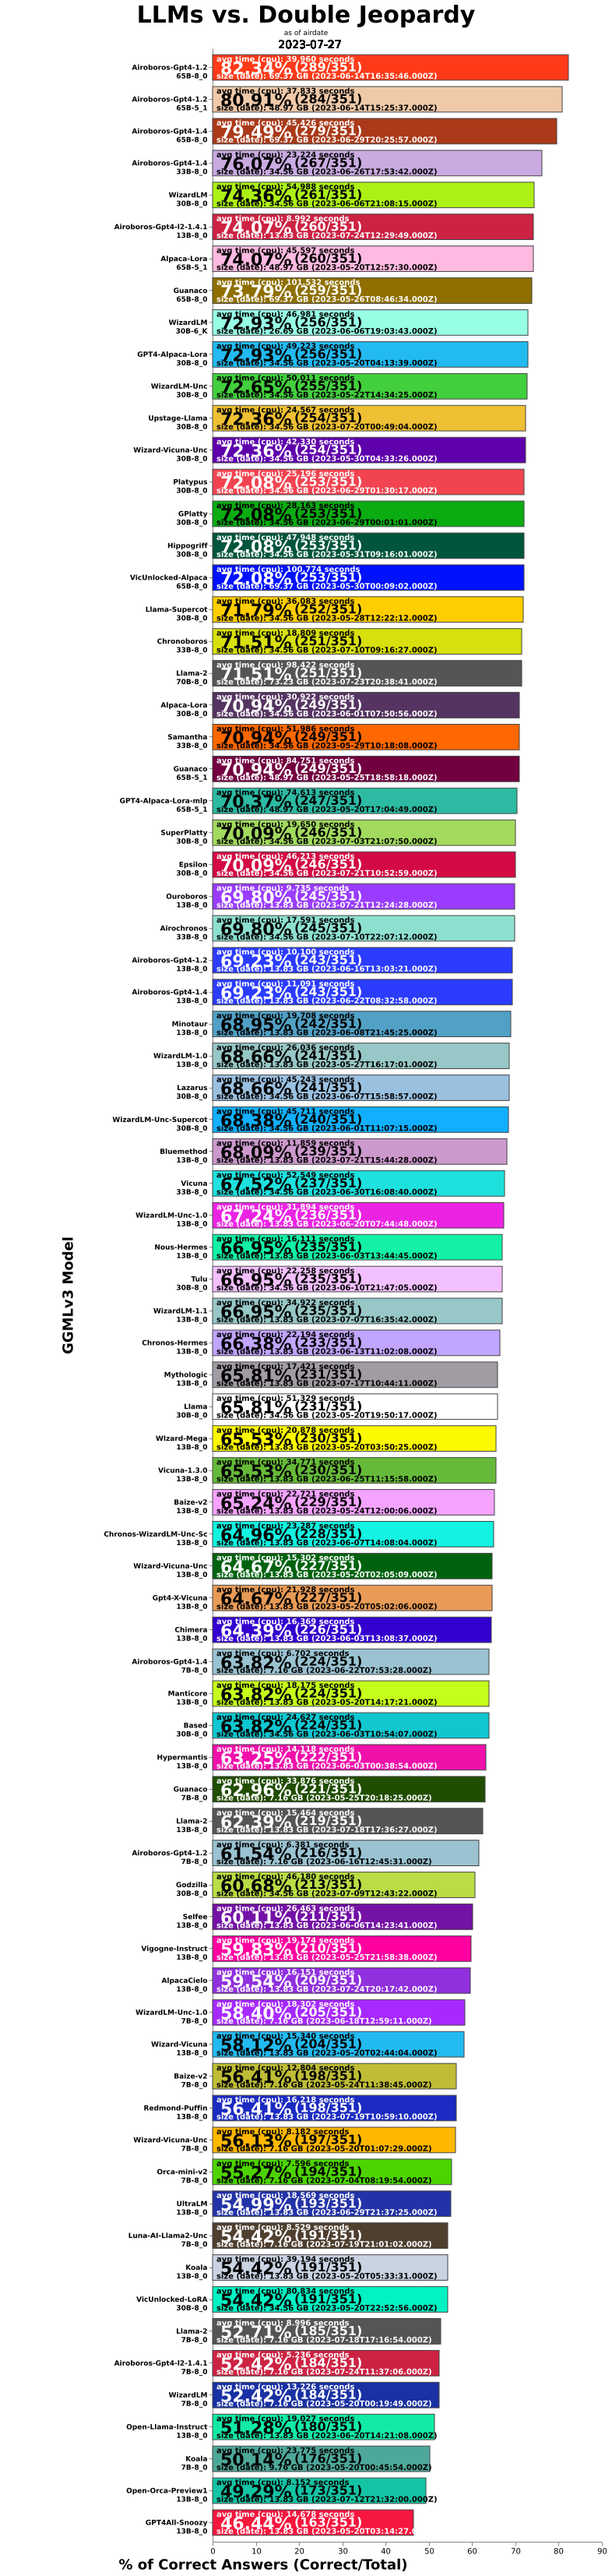 LLMs vs. Double Jeopardy
as of airdate
2023-07-27
GGMLv3 Model
Airoboros-Gpt4-1.2
65B-8_0
avg time (cpu): 39,960 seconds
82.34% (289/351)
size (date): 69.37 GB (2023-06-14T16:35:46.000Z)
Airoboros-Gpt4-1.2
65B-5_1
avg time (cpu): 37,833 seconds
80.91% (284/351)
size (date): 48.97 GB (2023-06-14T15:25:37.000Z)
Airoboros-Gpt4-1.4
65B-8_0
avg time (cpu): 45,426 seconds
79.49% (279/351)
size (date): 69.37 GB (2023-06-29T20:25:57.000Z)
Airoboros-Gpt4-1.4
33B-8_0
avg time (cpu): 23,224 seconds
76.07% (267/351)
size (date): 34.56 GB (2023-06-26T17:53:42.000Z)
WizardLM
30B-8_0
avg time (cpu): 54,988 seconds
74.36% (261/351)
size (date): 34.56 GB (2023-06-06T21:08:15.000Z)
Airoboros-Gpt4-l2-1.4.1
13B-8_0
avg time (cpu): 8,992 seconds
74.07% (260/351)
size (date): 13.83 GB (2023-07-24T12:29:49.000Z)
Alpaca-Lora
65B-5_1
avg time (cpu): 45,597 seconds
74.07% (260/351)
size (date): 48.97 GB (2023-05-20T12:57:30.000Z)
Guanaco
65B-8_0
avg time (cpu): 101,532 seconds
73.79% (259/351)
size (date): 69.37 GB (2023-05-26T08:46:34.000Z)
WizardLM
30B-6_K
avg time (cpu): 46,981 seconds
72.93% (256/351)
size (date): 26.69 GB (2023-06-06T19:03:43.000Z)
GPT4-Alpaca-Lora
30B-8_0
avg time (cpu): 49,273 seconds
72.93% (256/351)
size (date): 34.56 GB (2023-05-20T04:13:39.000Z)
WizardLM-Unc
30B-8_0
avg time (cpu): 50,011 seconds
72.65% (255/351)
size (date): 34.56 GB (2023-05-22T14:34:25.000Z)
Upstage-Llama
30B-8_0
avg time (cpu): 24,567 seconds
72.36% (254/351)
size (date): 34.56 GB (2023-07-20T00:49:04.000Z)
Wizard-Vicuna-Unc
30B-8_0
avg time (cpu): 42,330 seconds
72.36% (254/351)
size (date): 34.56 GB (2023-05-30T04:33:26.000Z)
Platypus
30B-8_0
avg time (cpu): 25,196 seconds
72.08% (253/351)
size (date): 34.56 GB (2023-06-29T01:30:17.000Z)
GPlatty
30B-8_0
avg time (cpu): 28,163 seconds
72.08% (253/351)
size (date): 34.56 GB (2023-06-29T00:01:01.000Z)
Hippogriff
30B-8_0
avg time (cpu): 47,948 seconds
72.08% (253/351)
size (date): 34.56 GB (2023-05-31T09:16:01.000Z)
VicUnlocked-Alpaca
65B-8_0
avg time (cpu): 100,774 seconds
72.08% (253/351)
size (date): 69.37 GB (2023-05-30T00:09:02.000Z)
Llama-Supercot
30B-8_0
avg time (cpu): 36,083 seconds
71.79% (252/351)
size (date): 34.56 GB (2023-05-28T12:22:12.000Z)
Chronoboros
33B-8_0
avg time (cpu): 18,809 seconds
71.51% (251/351)
size (date): 34.56 GB (2023-07-10T09:16:27.000Z)
Llama-2
70B-8_0
avg time (cpu): 98,422 seconds
71.51% (251/351)
size (date): 73.23 GB (2023-07-23T20:38:41.000Z)
Alpaca-Lora
30B-8_0
avg time (cpu): 30,922 seconds
70.94% (249/351)
size (date): 34.56 GB (2023-06-01T07:50:56.000Z)
Samantha
33B-8_0
avg time (cpu): 51,986 seconds
70.94% (249/351)
size (date): 34.56 GB (2023-05-29T10:18:08.000Z)
Guanaco
65B-5_1
avg time (cpu): 84,751 seconds
70.94% (249/351)
size (date): 48.97 GB (2023-05-25T18:58:18.000Z)
GPT4-Alpaca-Lora-mlp
65B-5_1
avg time (cpu): 74,613 seconds
70.37% (247/351)
size (date): 48.97 GB (2023-05-20T17:04:49.000Z)
SuperPlatty
30B-8_0
avg time (cpu): 19,650 seconds
70.09% (246/351)
size (date): 34.56 GB (2023-07-03T21:07:50.000Z)
Epsilon
30B-8_0
avg time (cpu): 46,213 seconds
70.09% (246/351)
size (date): 34.56 GB (2023-07-21T10:52:59.000Z)
Ouroboros
13B-8_0
avg time (cpu): 9,735 seconds
69.80% (245/351)
size (date): 13.83 GB (2023-07-21T12:24:28.000Z)
Airochronos
33B-8_0
avg time (cpu): 17,591 seconds
69.80% (245/351)
size (date): 34.56 GB (2023-07-10T22:07:12.000Z)
Airoboros-Gpt4-1.2
13B-8_0
avg time (cpu): 10,100 seconds
69.23% (243/351)
size (date): 13.83 GB (2023-06-16T13:03:21.000Z)
Airoboros-Gpt4-1.4
13B-8_0
avg time (cpu): 11,091 seconds
69.23% (243/351)
size (date): 13.83 GB (2023-06-22T08:32:58.000Z)
Minotaur
13B-8_0
avg time (cpu): 19,708 seconds
68.95% (242/351)
size (date): 13.83 GB (2023-06-08T21:45:25.000Z)
WizardLM-1.0
13B-8_0
avg time (cpu): 26,036 seconds
68.66% (241/351)
size (date): 13.83 GB (2023-05-27T16:17:01.000Z)
Lazarus
30B-8_0
avg time (cpu): 45,243 seconds
68.66% (241/351)
size (date): 34.56 GB (2023-06-07T15:58:57.000Z)
WizardLM-Unc-Supercot
30B-8_0
avg time (cpu): 45,711 seconds
68.38% (240/351)
size (date): 34.56 GB (2023-06-01T11:07:15.000Z)
Bluemethod
13B-8_0
avg time (cpu): 11,859 seconds
68.09% (239/351)
size (date): 13.83 GB (2023-07-21T15:44:28.000Z)
Vicuna
33B-8_0
avg time (cpu): 52,549 seconds
67.52% (237/351)
size (date): 34.56 GB (2023-06-30T16:08:40.000Z)
WizardLM-Unc-1.0
13B-8_0
avg time (cpu): 31,894 seconds
67.24% (236/351)
size (date): 13.83 GB (2023-06-20T07:44:48.000Z)
Nous-Hermes
13B-8_0
avg time (cpu): 16,111 seconds
66.95% (235/351)
size (date): 13.83 GB (2023-06-03T13:44:45.000Z)
Tulu
30B-8_0
avg time (cpu): 22,258 seconds
66.95% (235/351)
size (date): 34.56 GB (2023-06-10T21:47:05.000Z)
WizardLM-1.1
13B-8_0
avg time (cpu): 34,922 seconds
66.95% (235/351)
size (date): 13.83 GB (2023-07-07T16:35:42.000Z)
Chronos-Hermes
13B-8_0
avg time (cpu): 22,194 seconds
66.38% (233/351)
size (date): 13.83 GB (2023-06-13T11:02:08.000Z)
Mythologic
13B-8_0
avg time (cpu): 17,421 seconds
65.81% (231/351)
size (date): 13.83 GB (2023-07-17T10:44:11.000Z)
Llama
30B-8_0
avg time (cpu): 51,329 seconds
65.81% (231/351)
size (date): 34.56 GB (2023-05-20T19:50:17.000Z)
WIzard-Mega
13B-8_0
avg time (cpu): 20,878 seconds
65.53% (230/351)
size (date): 13.83 GB (2023-05-20T03:50:25.000Z)
Vicuna-1.3.0
13B-8_0
avg time (cpu): 34,771 seconds
65.53% (230/351)
size (date): 13.83 GB (2023-06-25T11:15:58.000Z)
Baize-v2
13B-8_0
avg time (cpu): 22,721 seconds
65.24% (229/351)
size (date): 13.83 GB (2023-05-24T12:00:06.000Z)
Chronos-WizardLM-Unc-Sc
13B-8_0
avg time (cpu): 23,287 seconds
64.96% (228/351)
size (date): 13.83 GB (2023-06-07T14:08:04.000Z)
Wizard-Vicuna-Unc
13B-8_0
avg time (cpu): 15,302 seconds
64.67% (227/351)
size (date): 13.83 GB (2023-05-20T02:05:09.000Z)
Gpt4-X-Vicuna
13B-8_0
avg time (cpu): 21,928 seconds
64.67% (227/351)
size (date): 13.83 GB (2023-05-20T05:02:06.000Z)
Chimera
13B-8_0
avg time (cpu): 16,369 seconds
64.39% (226/351)
size (date): 13.83 GB (2023-06-03T13:08:37.000Z)
Airoboros-Gpt4-1.4
7B-8_0
avg time (cpu): 6,702 seconds
63.82% (224/351)
size (date): 7.16 GB (2023-06-22T07:53:28.000Z)
Manticore
13B-8_0
avg time (cpu): 18,175 seconds
63.82% (224/351)
size (date): 13.83 GB (2023-05-20T14:17:21.000Z)
Based
30B-8_0
avg time (cpu): 24,627 seconds
63.82% (224/351)
size (date): 34.56 GB (2023-06-03T10:54:07.000Z)
Hypermantis
13B-8_0
avg time (cpu): 14,118 seconds
63.25% (222/351)
size (date): 13.83 GB (2023-06-03T00:38:54.000Z)
Guanaco
7B-8_0
avg time (cpu): 33,876 seconds
62.96% (221/351)
size (date): 7.16 GB (2023-05-25T20:18:25.000Z)
Llama-2
13B-8_0
avg time (cpu): 15,464 seconds
62.39% (219/351)
size (date): 13.83 GB (2023-07-18T17:36:27.000Z)
Airoboros-Gpt4-1.2
7B-8_0
avg time (cpu): 6,381 seconds
61.54% (216/351)
size (date): 7.16 GB (2023-06-16T12:45:31.000Z)
Godzilla
30B-8_0
avg time (cpu): 46,180 seconds
60.68% (213/351)
size (date): 34.56 GB (2023-07-09T12:43:22.000Z)
Selfee
13B-8_0
avg time (cpu): 26,463 seconds
60.11% (211/351)
size (date): 13.83 GB (2023-06-06T14:23:41.000Z)
Vigogne-Instruct
13B-8_0
avg time (cpu): 19,174 seconds
59.83% (210/351)
size (date): 13.83 GB (2023-05-25T21:58:38.000Z)
AlpacaCielo
13B-8_0
avg time (cpu): 16,151 seconds
59.54% (209/351)
size (date): 13.83 GB (2023-07-24T20:17:42.000Z)
WizardLM-Unc-1.0
7B-8_0
avg time (cpu): 18,302 seconds
58.40% (205/351)
size (date): 7.16 GB (2023-06-18T12:59:11.000Z)
Wizard-Vicuna
13B-8_0
avg time (cpu): 15,340 seconds
58.12% (204/351)
size (date): 13.83 GB (2023-05-20T02:44:04.000Z)
Baize-v2
7B-8_0
avg time (cpu): 12,804 seconds
56.41% (198/351)
size (date): 7.16 GB (2023-05-24T11:38:45.000Z)
Redmond-Puffin
13B-8_0
avg time (cpu): 16,218 seconds
56.41% (198/351)
size (date): 13.83 GB (2023-07-19T10:59:10.000Z)
Wizard-Vicuna-Unc
7B-8_0
avg time (cpu): 8,182 seconds
56.13% (197/351)
size (date): 7.16 GB (2023-05-20T01:07:29.000Z)
Orca-mini-v2
7B-8_0
avg time (cpu): 7,596 seconds
55.27% (194/351)
size (date): 7.16 GB (2023-07-04T08:19:54.000Z)
UltraLM
13B-8_0
avg time (cpu): 18,569 seconds
54.99% (193/351)
size (date): 13.83 GB (2023-06-29T21:37:25.000Z)
Luna-AI-Llama2-Unc
7B-8_0
avg time (cpu): 8,529 seconds
54.42% (191/351)
size (date): 7.16 GB (2023-07-19T21:01:02.000Z)
Koala
13B-8_0
avg time (cpu): 39,194 seconds
54.42% (191/351)
size (date): 13.83 GB (2023-05-20T05:33:31.000Z)
VicUnlocked-LoRA
30B-8_0
avg time (cpu): 80,834 seconds
54.42% (191/351)
size (date): 34.56 GB (2023-05-20T22:52:56.000Z)
Llama-2
7B-8_0
avg time (cpu): 8,996 seconds
52.71% (185/351)
size (date): 7.16 GB (2023-07-18T17:16:54.000Z)
Airoboros-Gpt4-l2-1.4.1
7B-8_0
avg time (cpu): 5,236 seconds
52.42% (184/351)
size (date): 7.16 GB (2023-07-24T11:37:06.000Z)
WizardLM
7B-8_0
avg time (cpu): 13,226 seconds
52.42% (184/351)
size (date): 7.16 GB (2023-05-20T00:19:49.000Z)
Open-Llama-Instruct
13B-8_0
avg time (cpu): 19,027 seconds
51.28% (180/351)
size (date): 13.83 GB (2023-06-20T14:21:08.000Z)
Koala
7B-8_0
avg time (cpu): 23,775 seconds
50.14% (176/351)
size (date): 9.76 GB (2023-05-20T00:45:54.000Z)
Open-Orca-Preview1
13B-8_0
avg time (cpu): 8,152 seconds
49.29% (173/351)
size (date): 13.83 GB (2023-07-12T21:32:00.000Z)
GPT4All-Snoozy
13B-8_0
avg time (cpu): 14,678 seconds
46.44% (163/351)
size (date): 13.83 GB (2023-05-20T03:14:27.0
0 10 20 30 40 50 60 70 80 90
% of Correct Answers (Correct/Total)